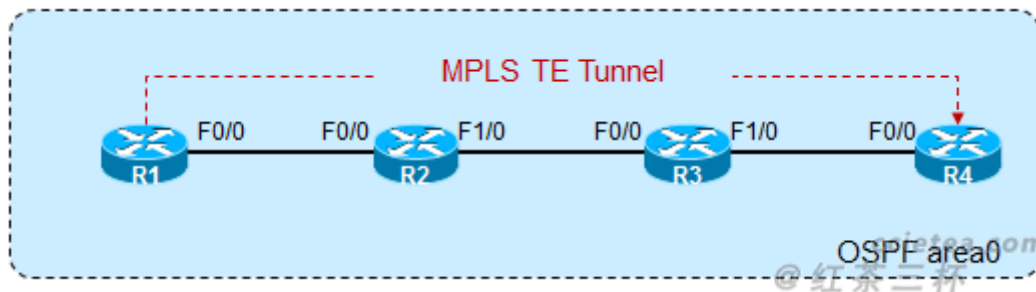 MPLS TE Tunnel
F0/0 F0/0 F1/0 F0/0 F1/0 F0/0
R1 R2 R3 R4
OSPF area0
@红茶三杯